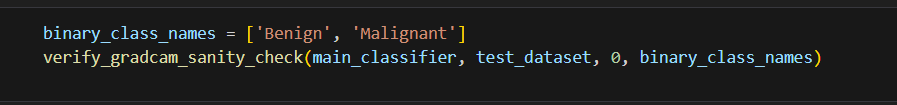 binary_class_names = ['Benign', 'Malignant']
verify_gradcam_sanity_check(main_classifier, test_dataset, 0, binary_class_names)